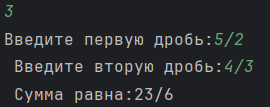 3
Введите первую дробь:5/2
Введите вторую дробь:4/3
Сумма равна:23/6